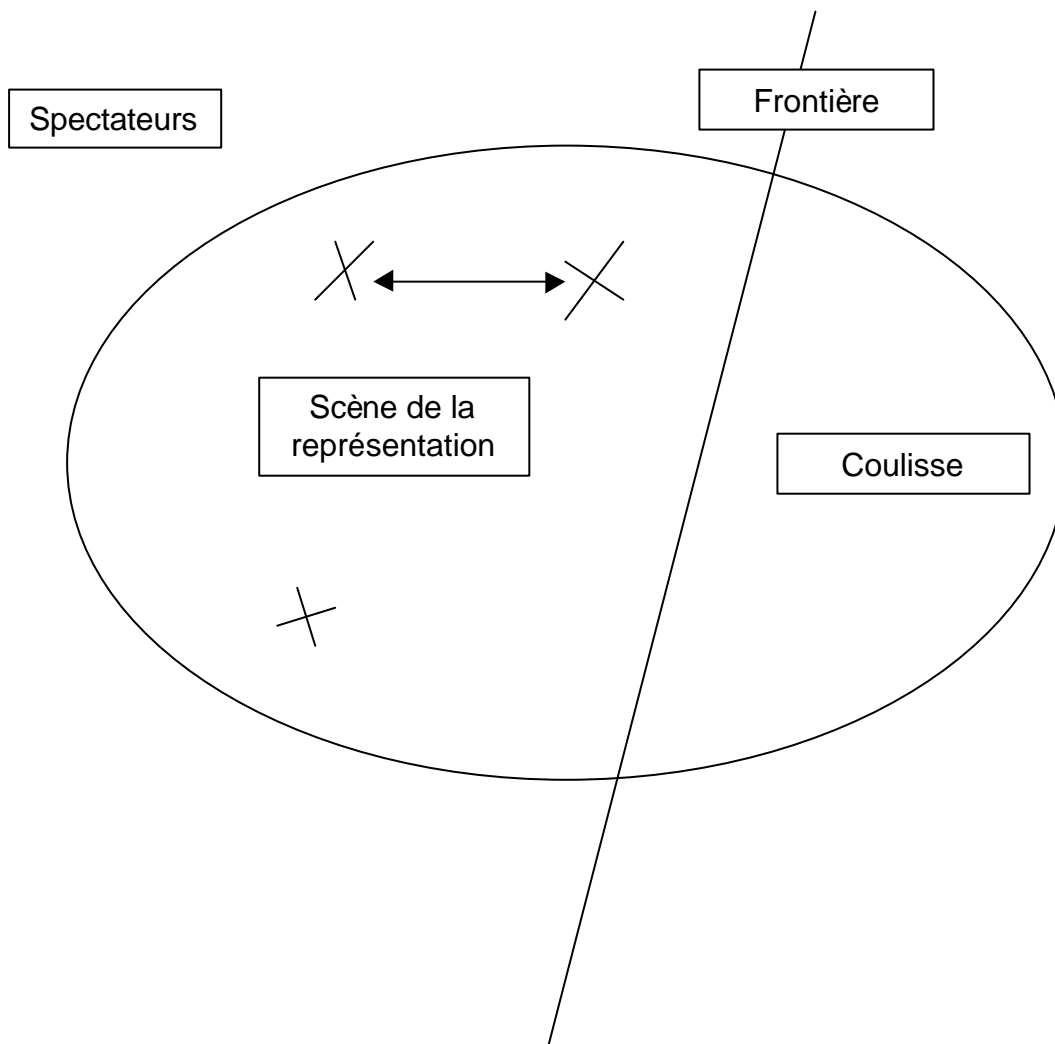 Spectateurs
Frontière
Scène de la
représentation
Coulisse